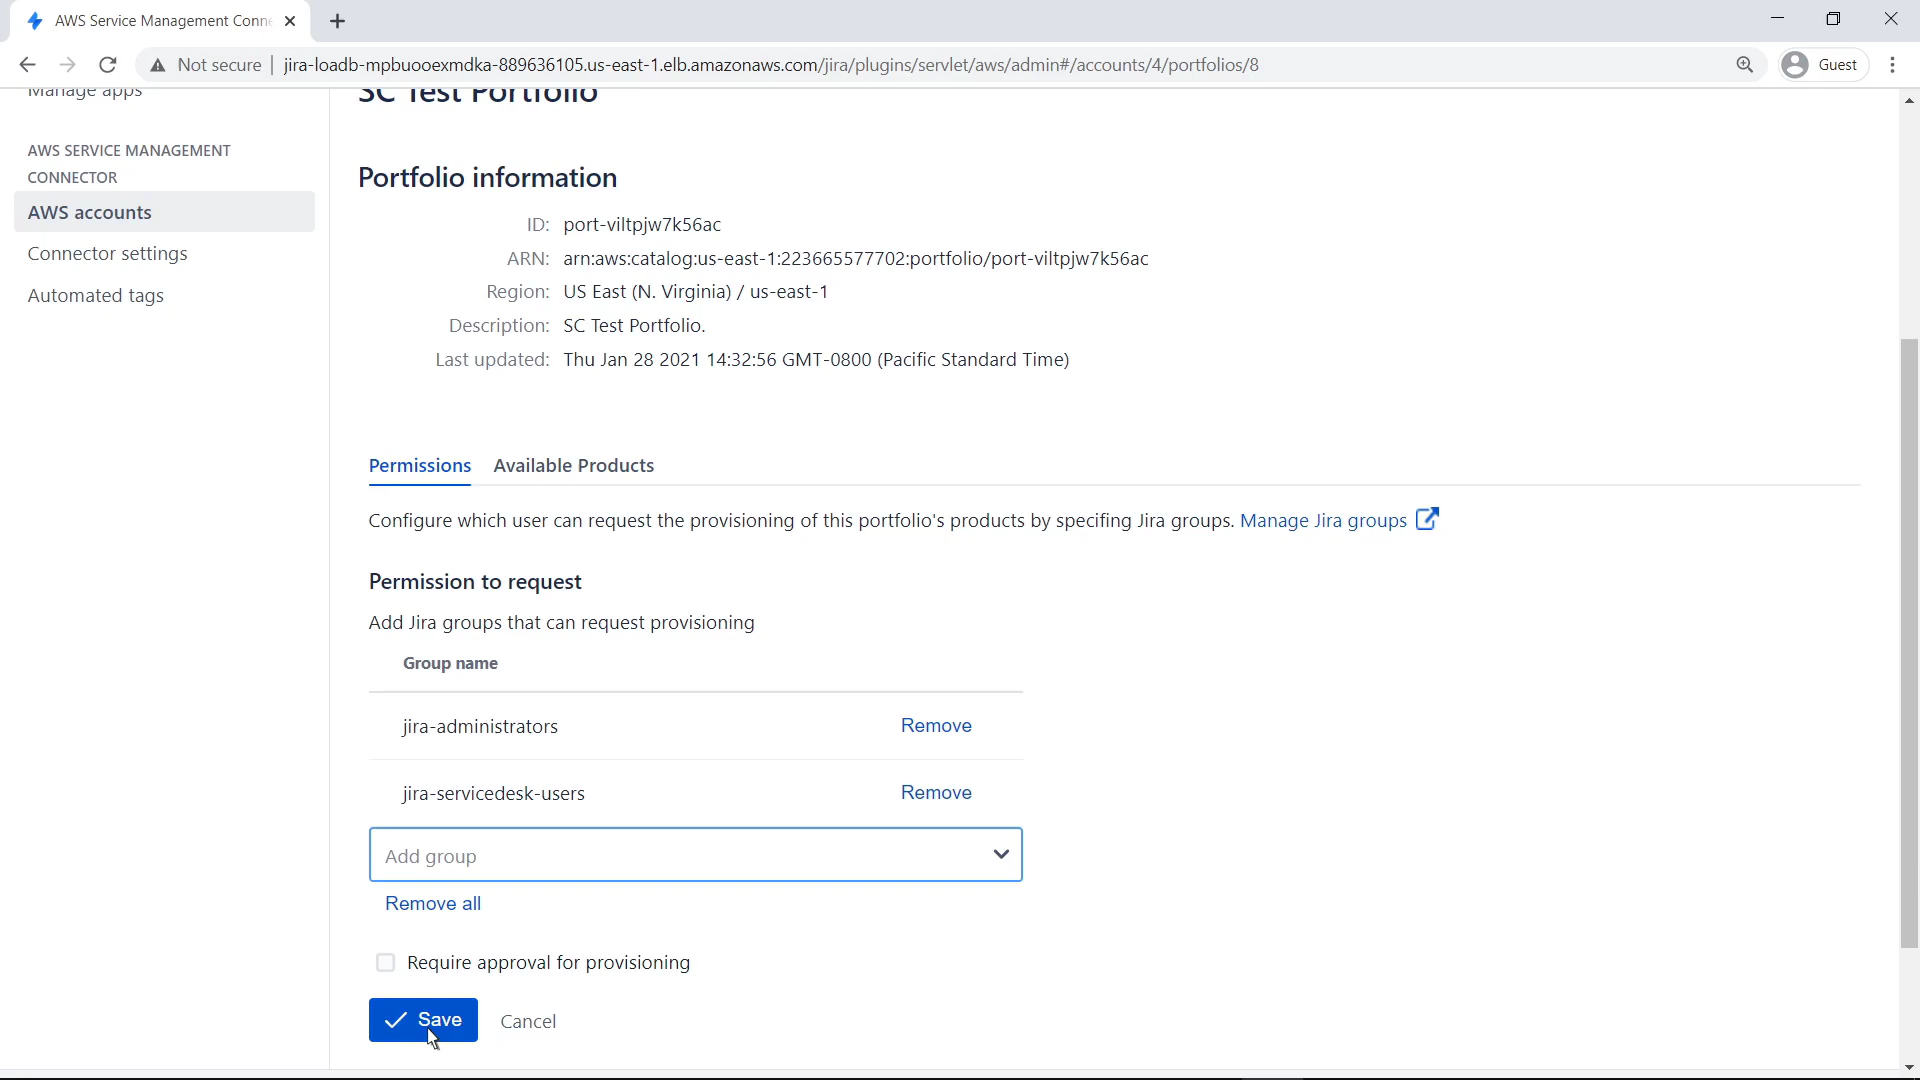 AWS Service Management Conne
Not secure
jira-loadb-mpbuooexmdka-889636105.us-east-1.elb.amazonaws.com/jira/plugins/servlet/aws/admin#/accounts/4/portfolios/8
Guest
Manage apps
AWS SERVICE MANAGEMENT
CONNECTOR
AWS accounts
Connector settings
Automated tags
SC Test Portfolio
Portfolio information
ID: port-viltpjw7k56ac
ARN: arn:aws:catalog:us-east-1:223665577702:portfolio/port-viltpjw7k56ac
Region: US East (N. Virginia) / us-east-1
Description: SC Test Portfolio.
Last updated: Thu Jan 28 2021 14:32:56 GMT-0800 (Pacific Standard Time)
Permissions Available Products
Configure which user can request the provisioning of this portfolio's products by specifing Jira groups. Manage Jira groups
Permission to request
Add Jira groups that can request provisioning
Group name
jira-administrators Remove
jira-servicedesk-users Remove
Add group
Remove all
Require approval for provisioning
Save Cancel